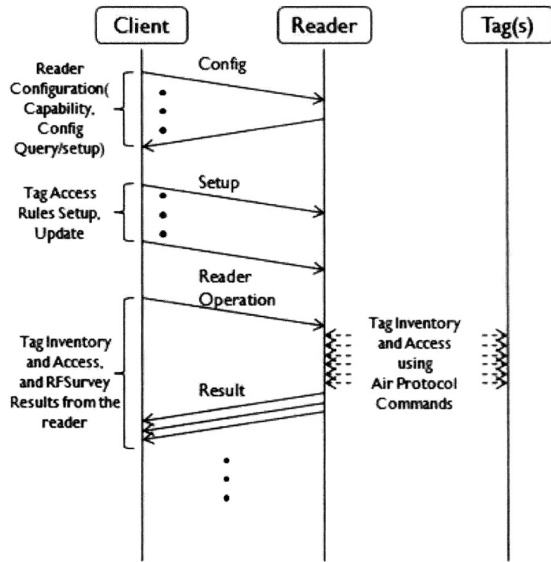 Client
Reader
Tag(s)
Reader
Configuration(
Capability,
Config
Query/setup)
Config
Tag Access
Rules Setup,
Update
Setup
Reader
Operation
Tag Inventory
and Access,
and RFSurvey
Results from the
reader
Tag Inventory
and Access
using
Air Protocol
Commands
Result